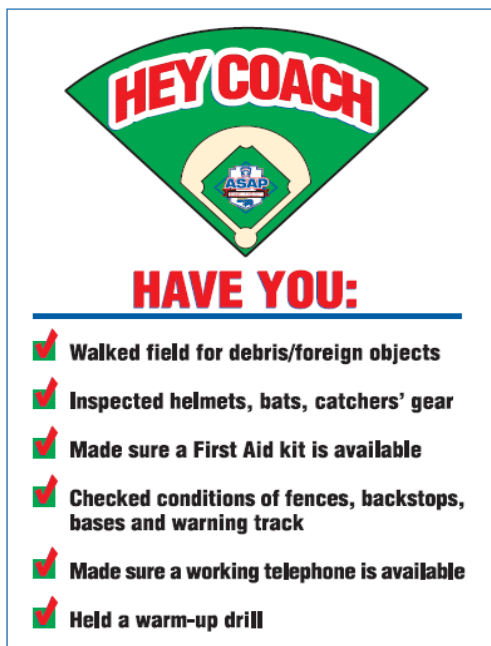 HEY COACH
ASAP
HAVE YOU:
Walked field for debris/foreign objects
Inspected helmets, bats, catchers' gear
Made sure a First Aid kit is available
Checked conditions of fences, backstops,
bases and warning track
Made sure a working telephone is available
Held a warm-up drill